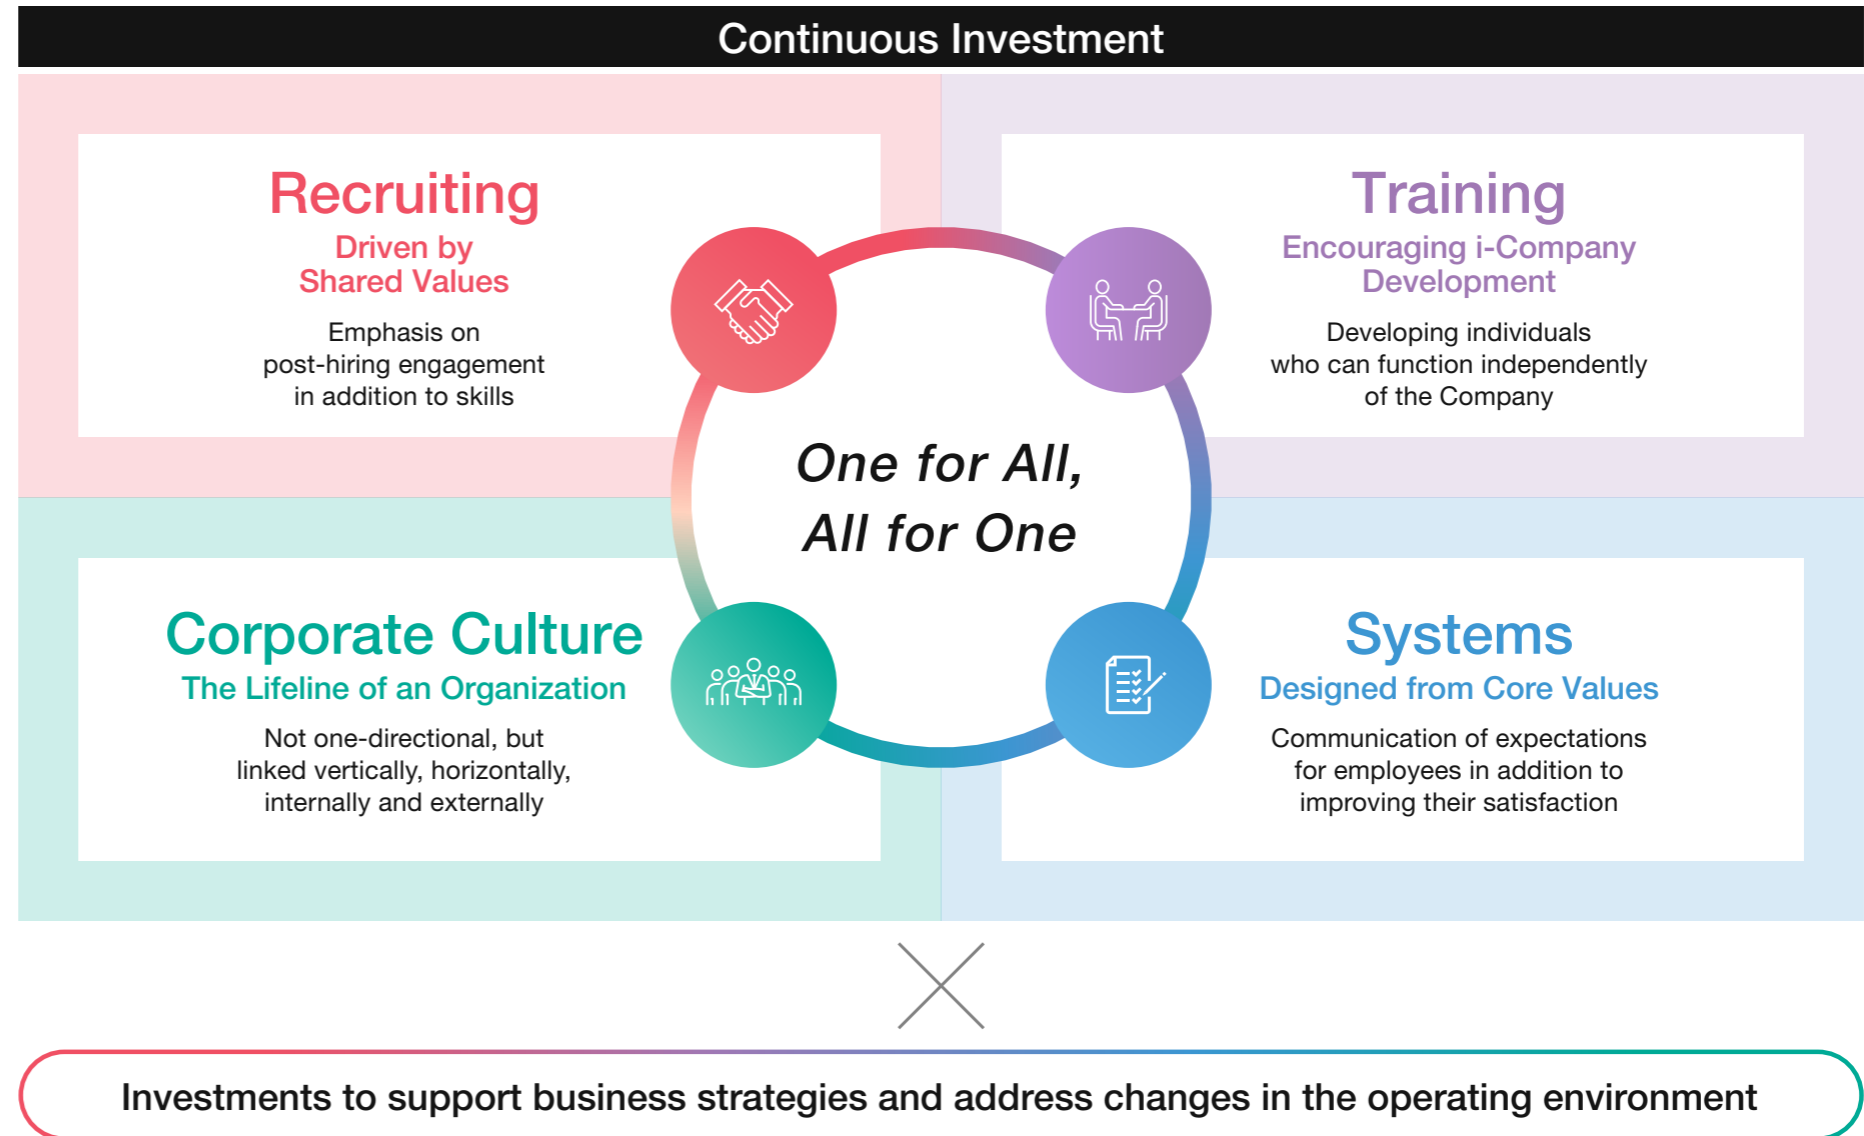 Continuous Investment
Recruiting
Driven by
Shared Values
Emphasis on
post-hiring engagement
in addition to skills
Training
Encouraging i-Company
Development
Developing individuals
who can function independently
of the Company
One for All,
All for One
Corporate Culture
The Lifeline of an Organization
Not one-directional, but
linked vertically, horizontally,
internally and externally
Systems
Designed from Core Values
Communication of expectations
for employees in addition to
improving their satisfaction
Investments to support business strategies and address changes in the operating environment